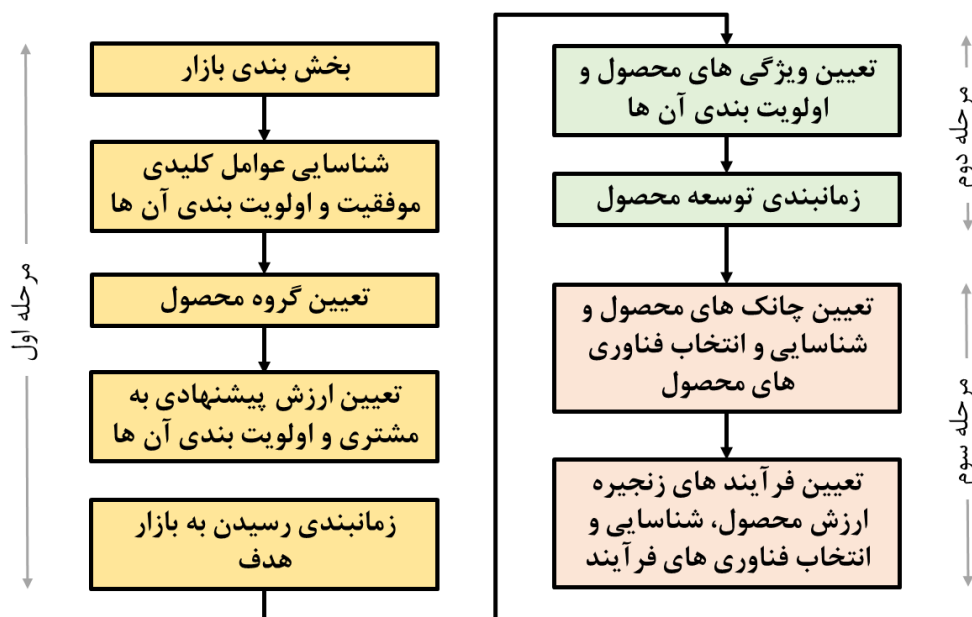 بخش بندی بازار
شناسایی عوامل کلیدی
موفقیت و اولویت بندی آن ها
تعیین گروه محصول
تعیین ارزش پیشنهادی به
مشتری و اولویت بندی آن ها
زمانبندی رسیدن به بازار
هدف
مرحله اول
تعیین ویژگی های محصول و
اولویت بندی آن ها
زمانبندی توسعه محصول
مرحله دوم
تعیین چانک های محصول و
شناسایی و انتخاب فناوری
های محصول
تعیین فرآیند های زنجیره
ارزش محصول، شناسایی و
انتخاب فناوری های فرآیند
مرحله سوم